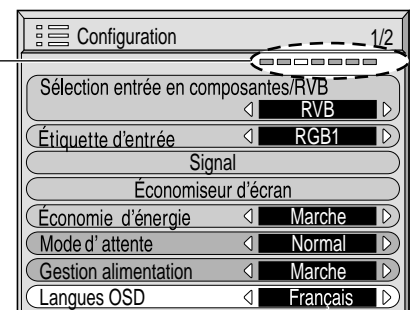 Configuration 1/2
Sélection entrée en composantes/RVB
RVB
Étiquette d'entrée RGB1
Signal
Économiseur d'écran
Économie d'énergie Marche
Mode d'attente Normal
Gestion alimentation Marche
Langues OSD Français